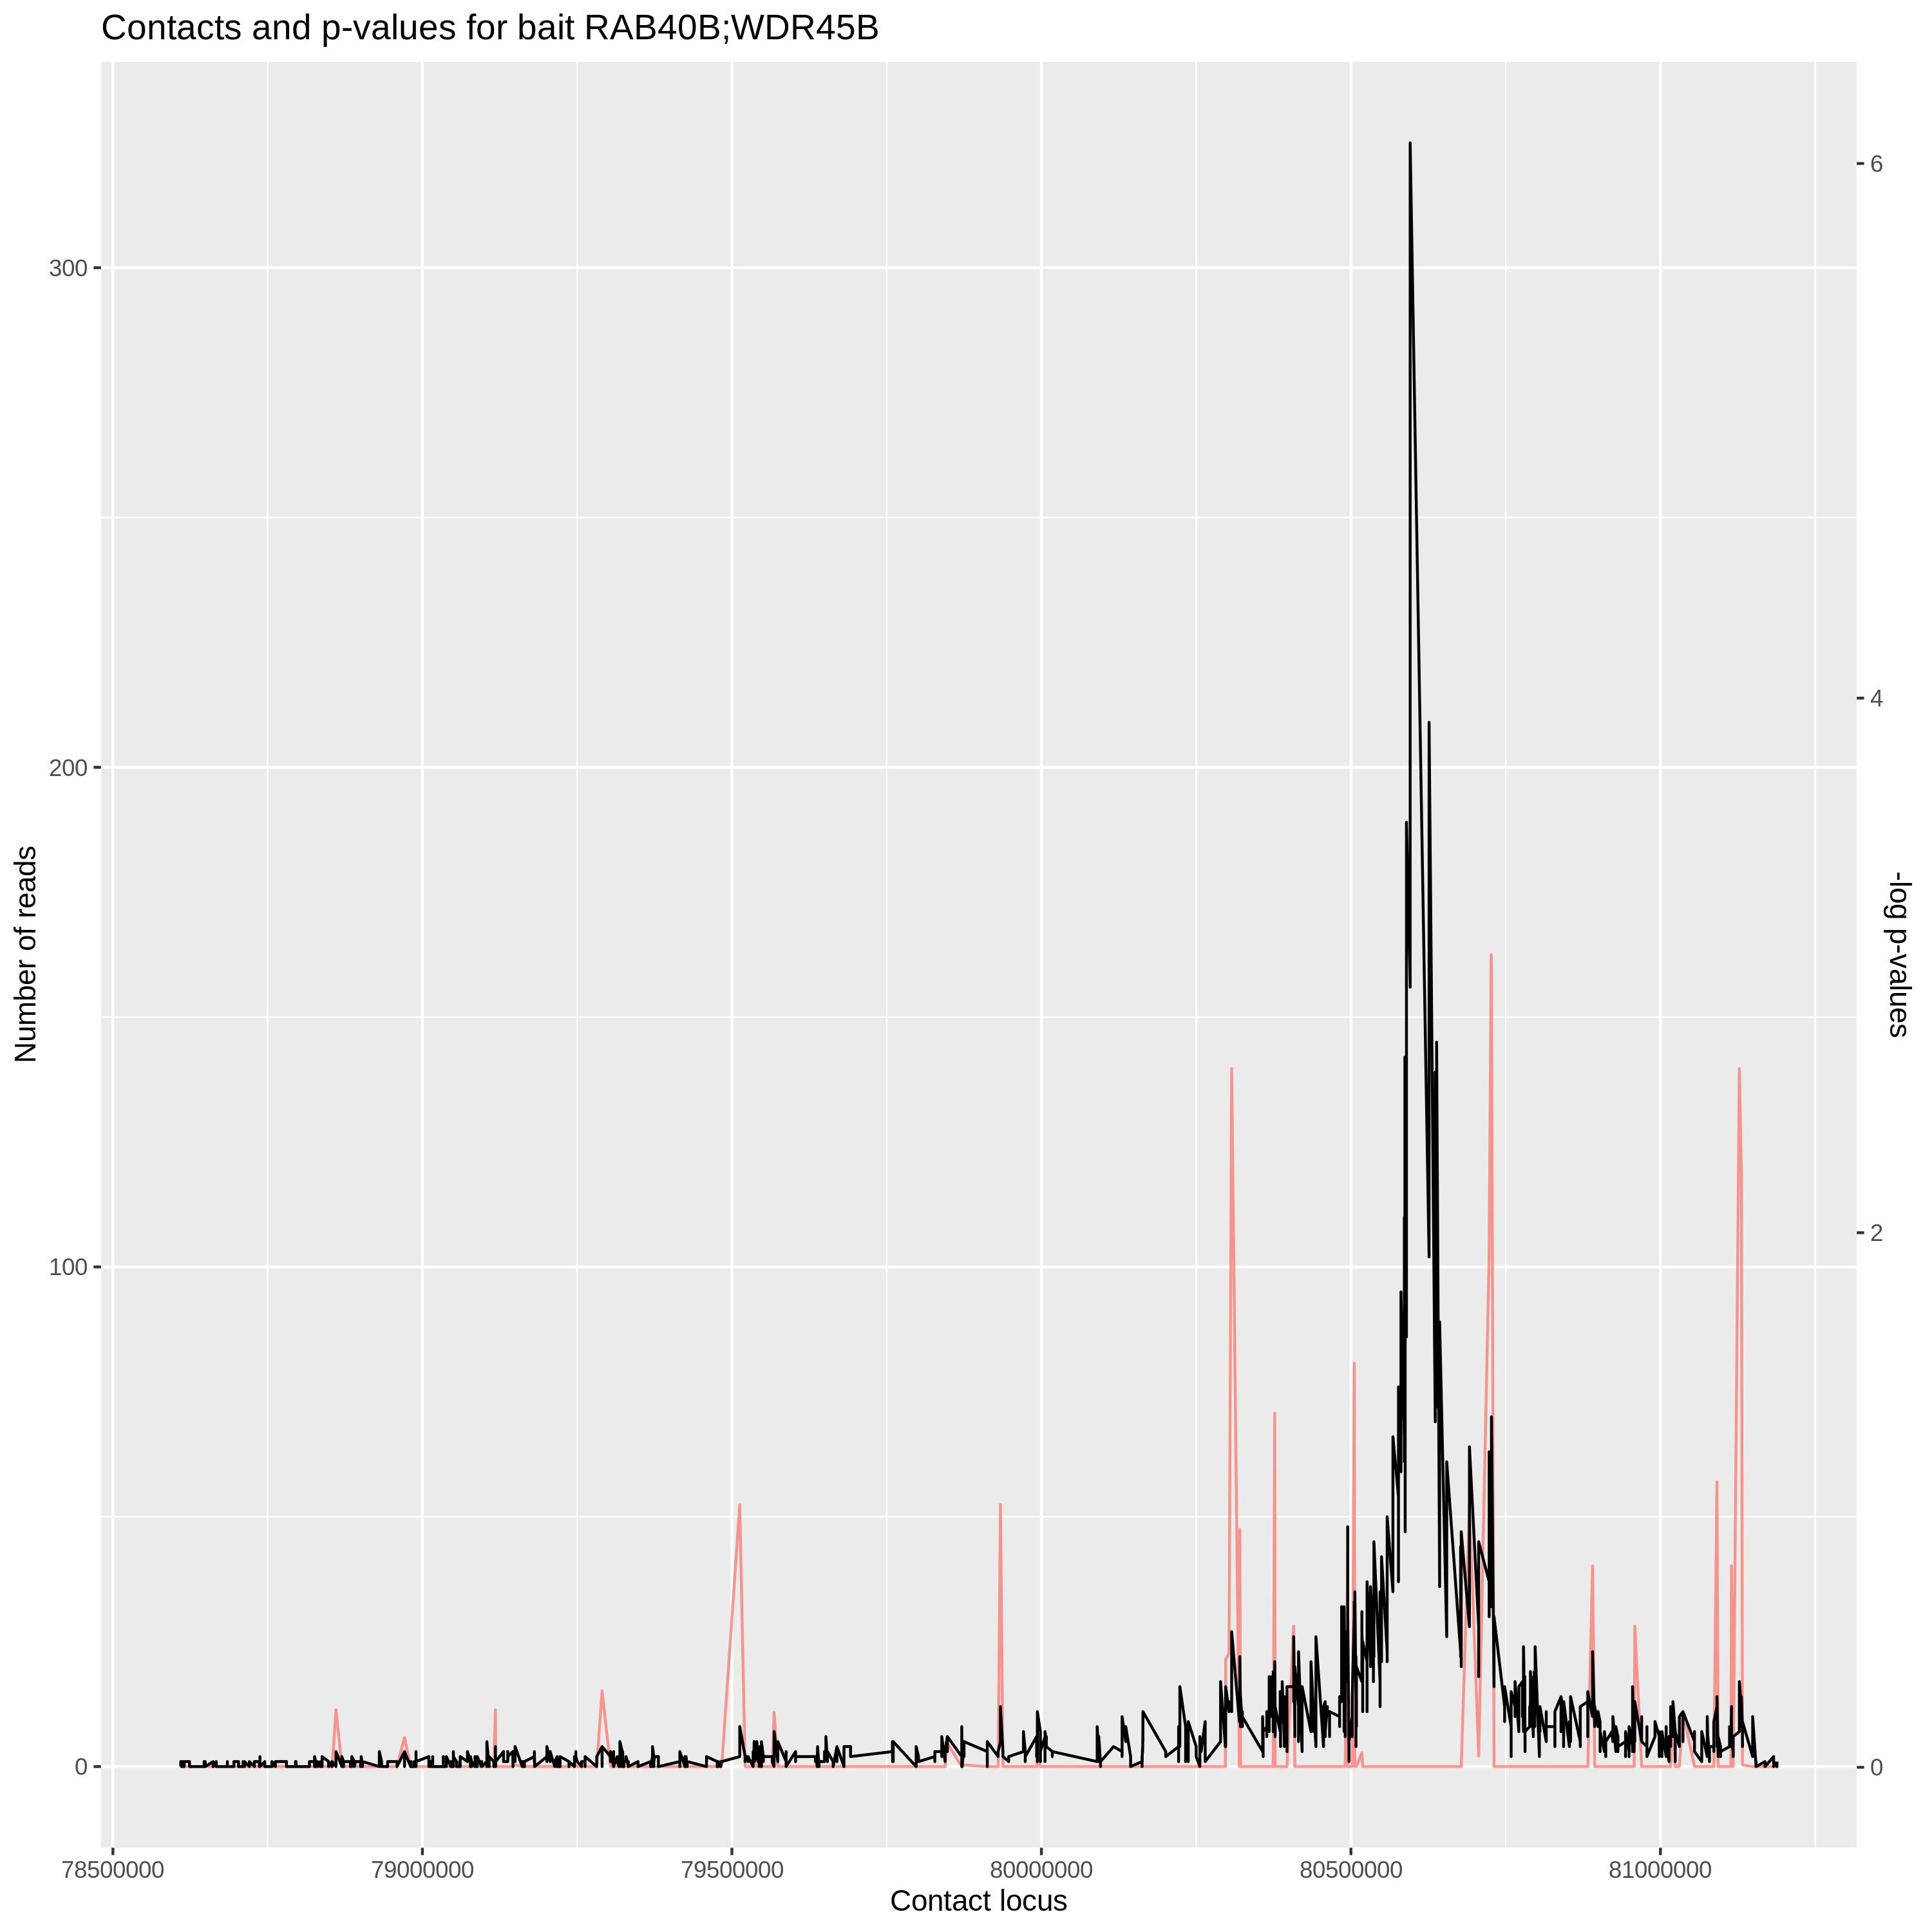 Contacts and p-values for bait RAB40B;WDR45B
300
200
100
0
Number of reads
6
4
2
0
-log p-values
78500000 79000000 79500000 80000000 80500000 81000000
Contact locus